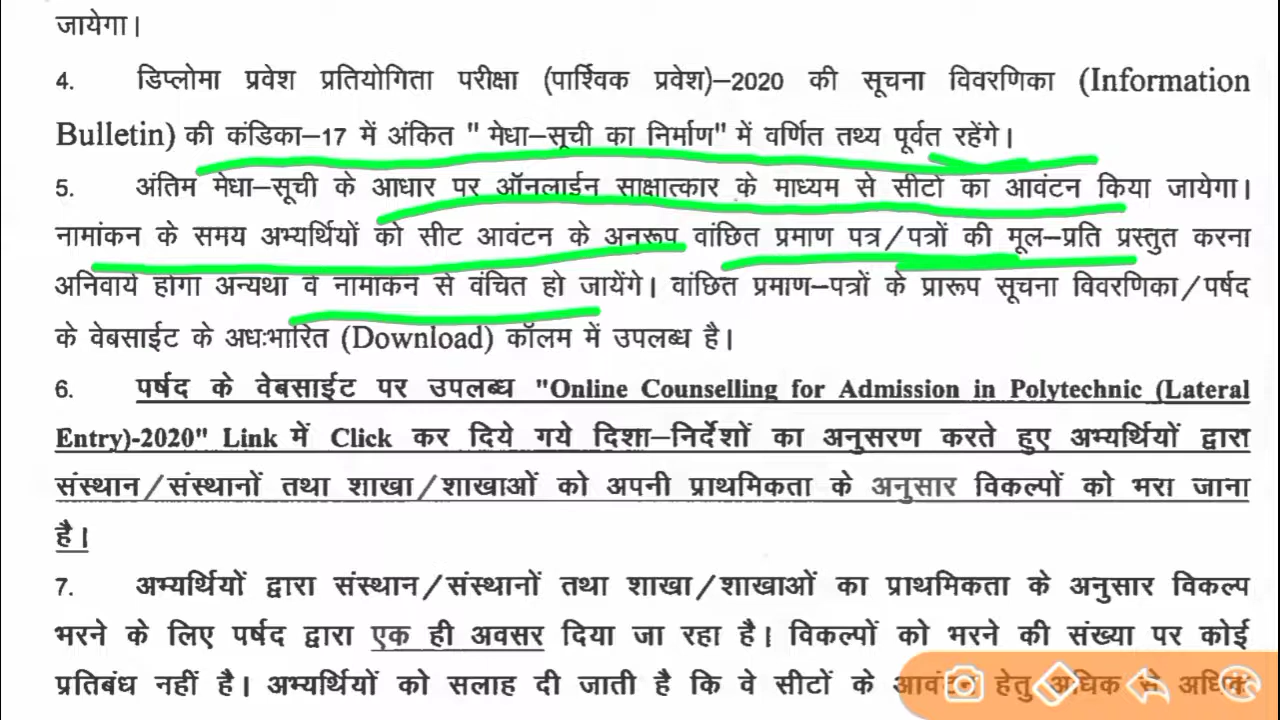 जायेगा।
4. डिप्लोमा प्रवेश प्रतियोगिता परीक्षा (पार्श्विक प्रवेश)–2020 की सूचना विवरणिका (Information
Bulletin) की कंडिका–17 में अंकित " मेधा–सूची का निर्माण" में वर्णित तथ्य पूर्वत रहेंगे।
5. अंतिम मेधा–सूची के आधार पर ऑनलाईन साक्षात्कार के माध्यम से सीटों का आवंटन किया जायेगा।
नामांकन के समय अभ्यर्थियों को सीट आवंटन के अनुरूप वांछित प्रमाण पत्र/पत्रों की मूल–प्रति प्रस्तुत करना
अनिवार्य होगा अन्यथा वे नामांकन से वंचित हो जायेंगे। वांछित प्रमाण–पत्रों के प्रारूप सूचना विवरणिका/पर्षद
के वेबसाईट के अधःभारित (Download) कॉलम में उपलब्ध है।
6. पर्षद के वेबसाईट पर उपलब्ध "Online Counselling for Admission in Polytechnic (Lateral
Entry)-2020" Link में Click कर दिये गये दिशा–निर्देशों का अनुसरण करते हुए अभ्यर्थियों द्वारा
संस्थान/संस्थानों तथा शाखा/शाखाओं को अपनी प्राथमिकता के अनुसार विकल्पों को भरा जाना
है।
7. अभ्यर्थियों द्वारा संस्थान/संस्थानों तथा शाखा/शाखाओं का प्राथमिकता के अनुसार विकल्प
भरने के लिए पर्षद द्वारा एक ही अवसर दिया जा रहा है। विकल्पों को भरने की संख्या पर कोई
प्रतिबंध नहीं है। अभ्यर्थियों को सलाह दी जाती है कि वे सीटों के आवंटन हेतु अधिक से अधिक